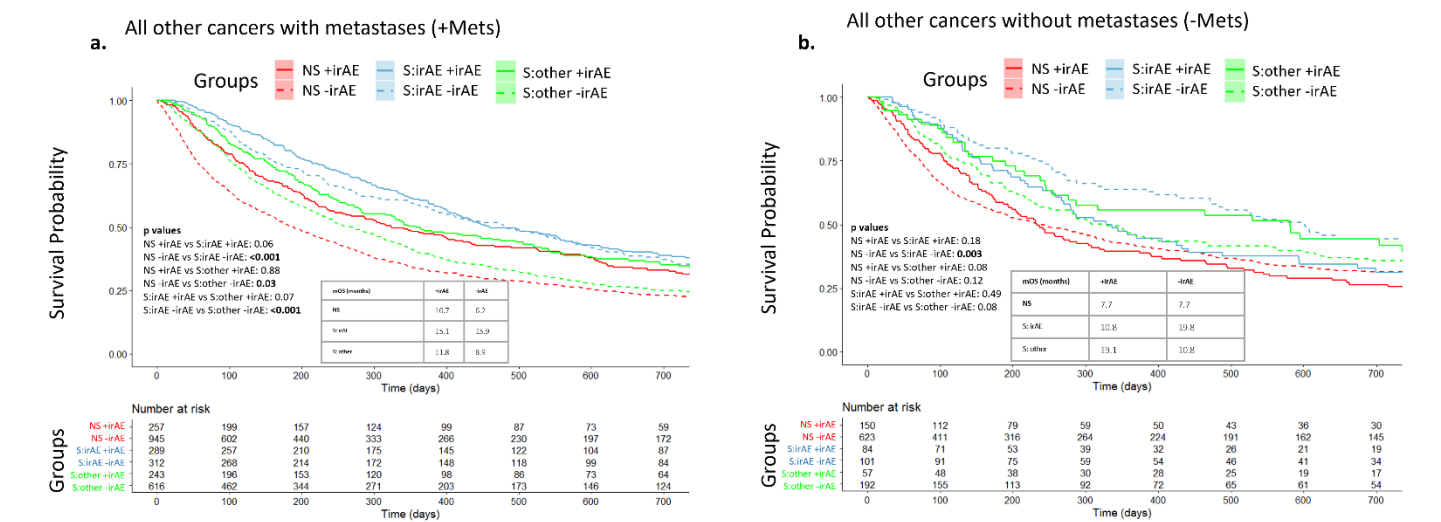 All other cancers with metastases (+Mets)
a.
Groups
NS +irAE
S:irAE +irAE
S:other +irAE
NS -irAE
S:irAE -irAE
S:other -irAE
Survival Probability
1.00
0.75
0.50
0.25
0.00
p values
NS +irAE vs S:irAE +irAE: 0.06
NS -irAE vs S:irAE -irAE: <0.001
NS +irAE vs S:other +irAE: 0.88
NS -irAE vs S:other -irAE: 0.03
S:irAE +irAE vs S:other +irAE: 0.07
S:irAE -irAE vs S:other -irAE: <0.001
mOS (months) +irAE -irAE
NS 10.7 6.2
15.1 15.9
S: other 11.8 8.9
0 100 200 300 400 500 600 700
Time (days)
Number at risk
Groups
NS +irAE 257 199 157 124 99 87 73 59
NS -irAE 945 602 440 333 266 230 197 172
S:irAE +irAE 289 257 210 175 145 122 104 87
S:irAE -irAE 312 268 214 172 148 118 99 84
S:other +irAE 243 196 153 120 98 86 73 64
S:other -irAE 616 462 344 271 203 173 146 124
0 100 200 300 400 500 600 700
Time (days)
All other cancers without metastases (-Mets)
b.
Groups
NS +irAE
S:irAE +irAE
S:other +irAE
NS -irAE
S:irAE -irAE
S:other -irAE
Survival Probability
1.00
0.75
0.50
0.25
0.00
p values
NS +irAE vs S:irAE +irAE: 0.18
NS -irAE vs S:irAE -irAE: 0.003
NS +irAE vs S:other +irAE: 0.08
NS -irAE vs S:other -irAE: 0.12
S:irAE +irAE vs S:other +irAE: 0.49
S:irAE -irAE vs S:other -irAE: 0.08
mOS (months) +irAE -irAE
NS 7.7 7.7
S: irAE 10.8 19.8
S: other 19.1 10.8
0 100 200 300 400 500 600 700
Time (days)
Number at risk
Groups
NS +irAE 150 112 79 59 50 43 36 30
NS -irAE 623 411 316 264 224 191 162 145
S:irAE +irAE 84 71 53 39 32 26 21 19
S:irAE -irAE 101 91 75 59 54 46 41 34
S:other +irAE 57 48 38 30 28 25 19 17
S:other -irAE 192 155 113 92 72 65 61 54
0 100 200 300 400 500 600 700
Time (days)